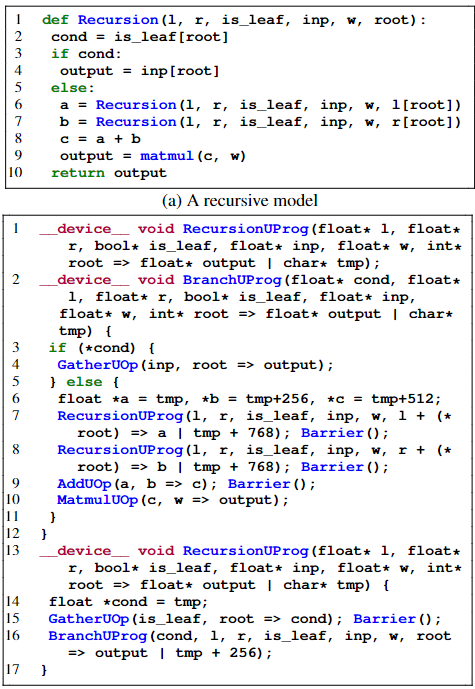 1 def Recursion(l, r, is_leaf, inp, w, root):
2 cond = is_leaf[root]
3 if cond:
4 output = inp[root]
5 else:
6 a = Recursion(l, r, is_leaf, inp, w, l[root])
7 b = Recursion(l, r, is_leaf, inp, w, r[root])
8 c = a + b
9 output = matmul(c, w)
10 return output
(a) A recursive model
1 __device__ void RecursionUProg(float* l, float*
r, bool* is_leaf, float* inp, float* w, int*
root => float* output | char* tmp);
2 __device__ void BranchUProg(float* cond, float*
l, float* r, bool* is_leaf, float* inp,
float* w, int* root => float* output | char*
tmp) {
3 if (*cond) {
4 GatherUOp(inp, root => output);
5 } else {
6 float *a = tmp, *b = tmp+256, *c = tmp+512;
7 RecursionUProg(l, r, is_leaf, inp, w, l + (*
root) => a | tmp + 768); Barrier();
8 RecursionUProg(l, r, is_leaf, inp, w, r + (*
root) => b | tmp + 768); Barrier();
9 AddUOp(a, b => c); Barrier();
10 MatmulUOp(c, w => output);
11 }
12 }
13 __device__ void RecursionUProg(float* l, float*
r, bool* is_leaf, float* inp, float* w, int*
root => float* output | char* tmp) {
14 float *cond = tmp;
15 GatherUOp(is_leaf, root => cond); Barrier();
16 BranchUProg(cond, l, r, is_leaf, inp, w, root
=> output | tmp + 256);
17 }